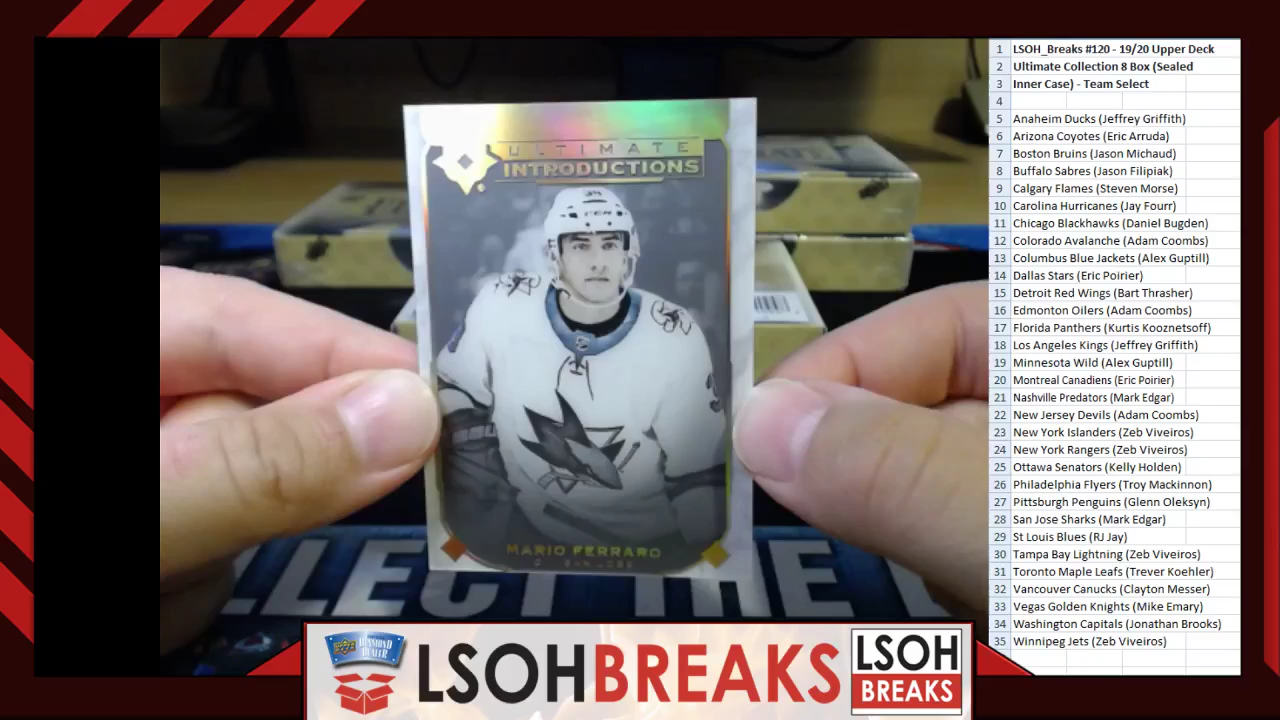 ULTIMATE
INTRODUCTIONS
34
CCM
MARIO FERRARO
D SAN JOSE
LLECT THE
1 LSOH_Breaks #120 - 19/20 Upper Deck
2 Ultimate Collection 8 Box (Sealed
3 Inner Case) - Team Select
4
5 Anaheim Ducks (Jeffrey Griffith)
6 Arizona Coyotes (Eric Arruda)
7 Boston Bruins (Jason Michaud)
8 Buffalo Sabres (Jason Filipiak)
9 Calgary Flames (Steven Morse)
10 Carolina Hurricanes (Jay Fourr)
11 Chicago Blackhawks (Daniel Bugden)
12 Colorado Avalanche (Adam Coombs)
13 Columbus Blue Jackets (Alex Guptill)
14 Dallas Stars (Eric Poirier)
15 Detroit Red Wings (Bart Thrasher)
16 Edmonton Oilers (Adam Coombs)
17 Florida Panthers (Kurtis Kooznetsoff)
18 Los Angeles Kings (Jeffrey Griffith)
19 Minnesota Wild (Alex Guptill)
20 Montreal Canadiens (Eric Poirier)
21 Nashville Predators (Mark Edgar)
22 New Jersey Devils (Adam Coombs)
23 New York Islanders (Zeb Viveiros)
24 New York Rangers (Zeb Viveiros)
25 Ottawa Senators (Kelly Holden)
26 Philadelphia Flyers (Troy Mackinnon)
27 Pittsburgh Penguins (Glenn Oleksyn)
28 San Jose Sharks (Mark Edgar)
29 St Louis Blues (RJ Jay)
30 Tampa Bay Lightning (Zeb Viveiros)
31 Toronto Maple Leafs (Trever Koehler)
32 Vancouver Canucks (Clayton Messer)
33 Vegas Golden Knights (Mike Emary)
34 Washington Capitals (Jonathan Brooks)
35 Winnipeg Jets (Zeb Viveiros)
DIAMOND
DEALER
LSOHBREAKS
LSOH
BREAKS